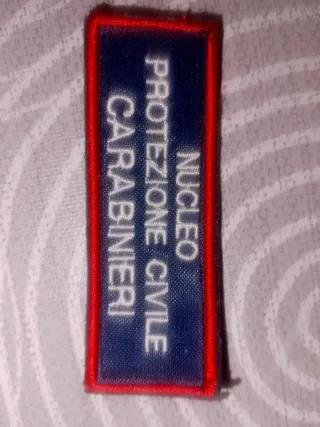 NUCLEO
PROTEZIONE CIVILE
CARABINIERI